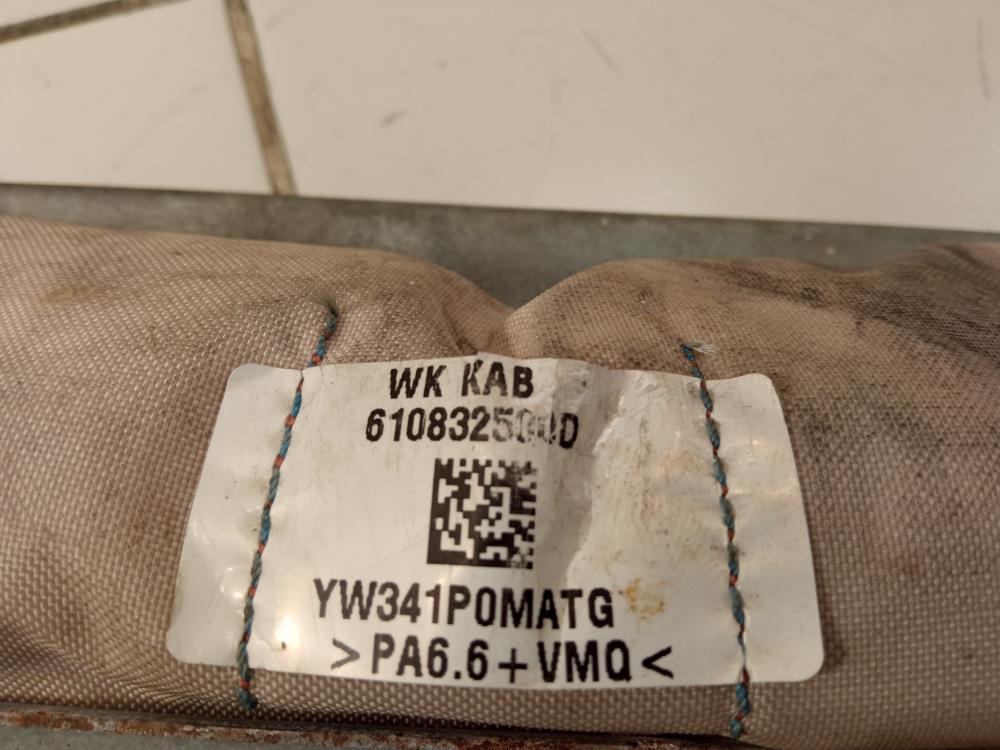 WK KAB
YW341P0MATG
>PA6.6+VMQ<